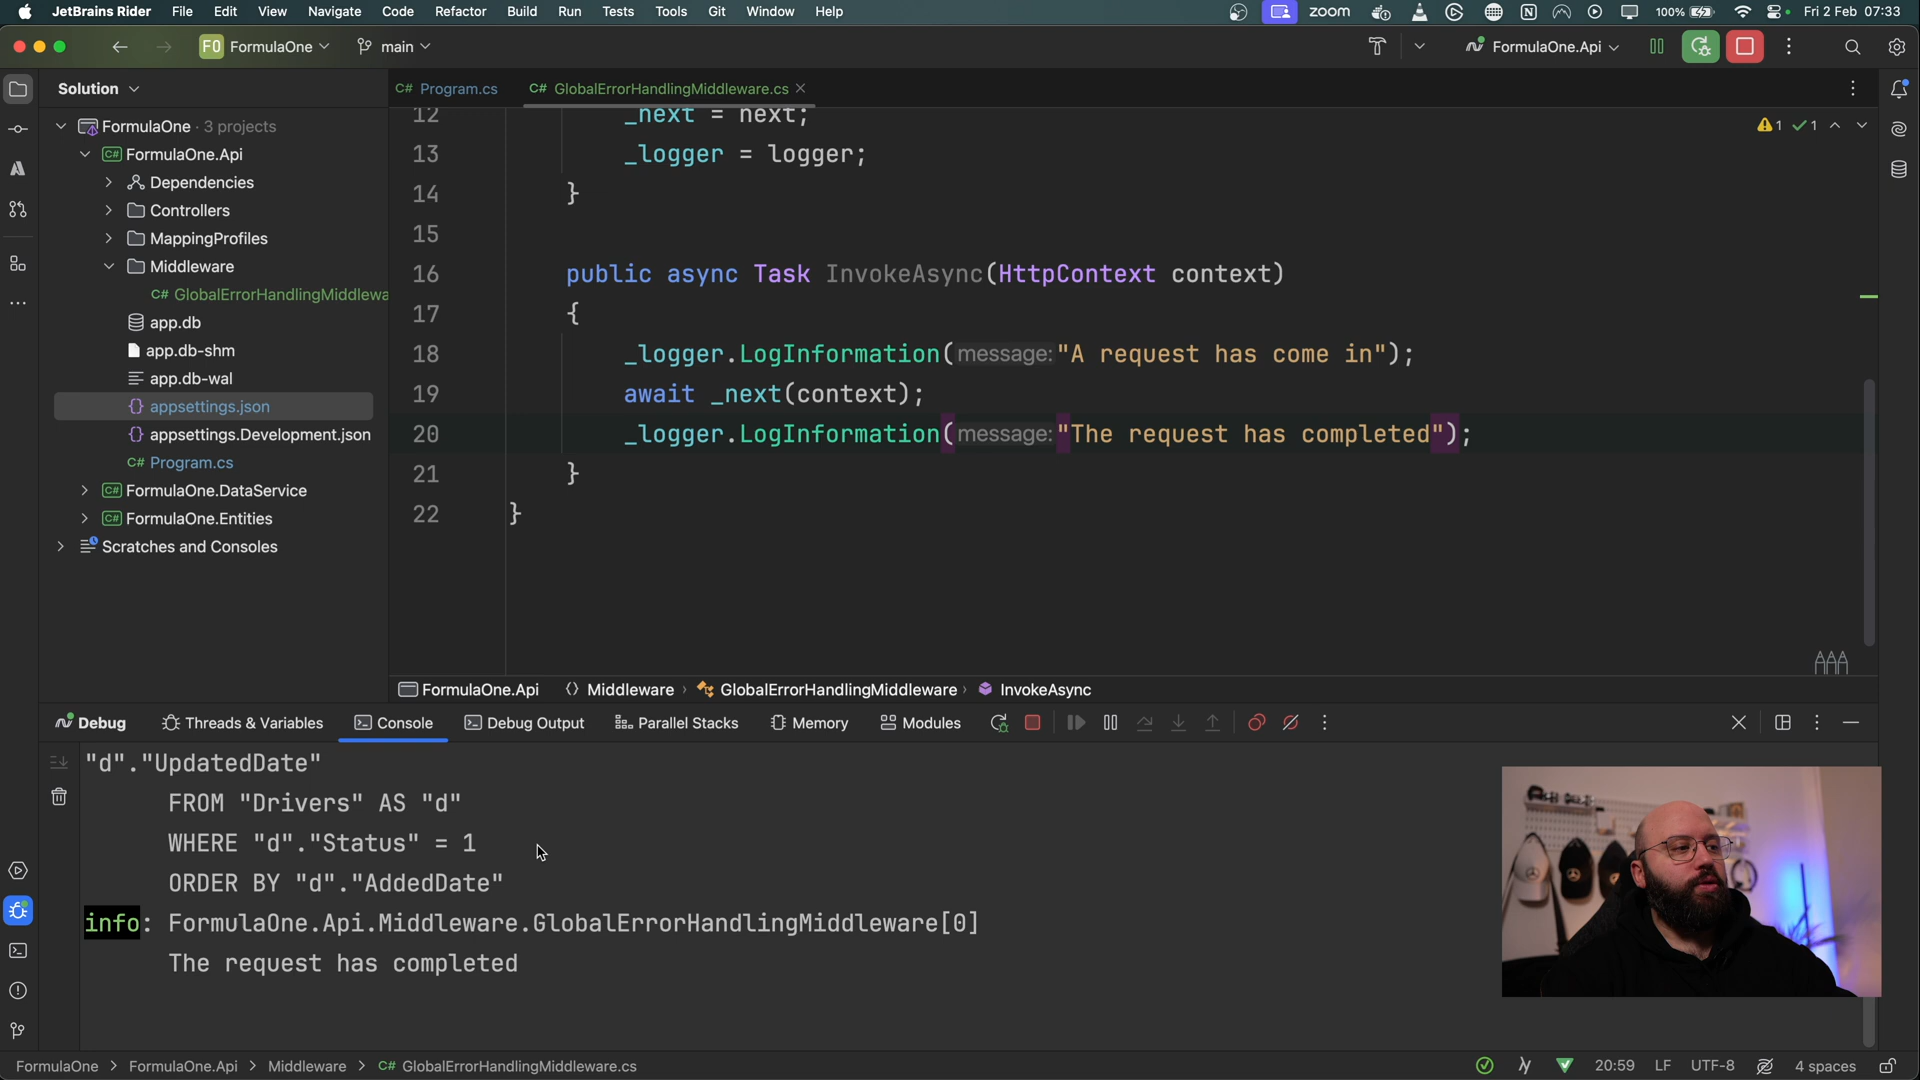 JetBrains Rider File Edit View Navigate Code Refactor Build Run Tests Tools Git Window Help zoom 100% Fri 2 Feb 07:33
FO FormulaOne main FormulaOne.Api
Solution
Program.cs
GlobalErrorHandlingMiddleware.cs
FormulaOne · 3 projects
FormulaOne.Api
Dependencies
Controllers
MappingProfiles
Middleware
C# GlobalErrorHandlingMiddlewa
app.db
app.db-shm
app.db-wal
{} appsettings.json
{} appsettings.Development.json
C# Program.cs
C# FormulaOne.DataService
C# FormulaOne.Entities
Scratches and Consoles
1 1
12 _next = next;
13 _logger = logger;
14 }
15
16 public async Task InvokeAsync(HttpContext context)
17 {
18 _logger.LogInformation(message: "A request has come in");
19 await _next(context);
20 _logger.LogInformation(message: "The request has completed");
21 }
22 }
FormulaOne.Api Middleware GlobalErrorHandlingMiddleware InvokeAsync
Debug Threads & Variables Console Debug Output Parallel Stacks Memory Modules
"d"."UpdatedDate"
FROM "Drivers" AS "d"
WHERE "d"."Status" = 1
ORDER BY "d"."AddedDate"
info: FormulaOne.Api.Middleware.GlobalErrorHandlingMiddleware[0]
The request has completed
FormulaOne > FormulaOne.Api > Middleware > C# GlobalErrorHandlingMiddleware.cs 20:59 LF UTF-8 4 spaces